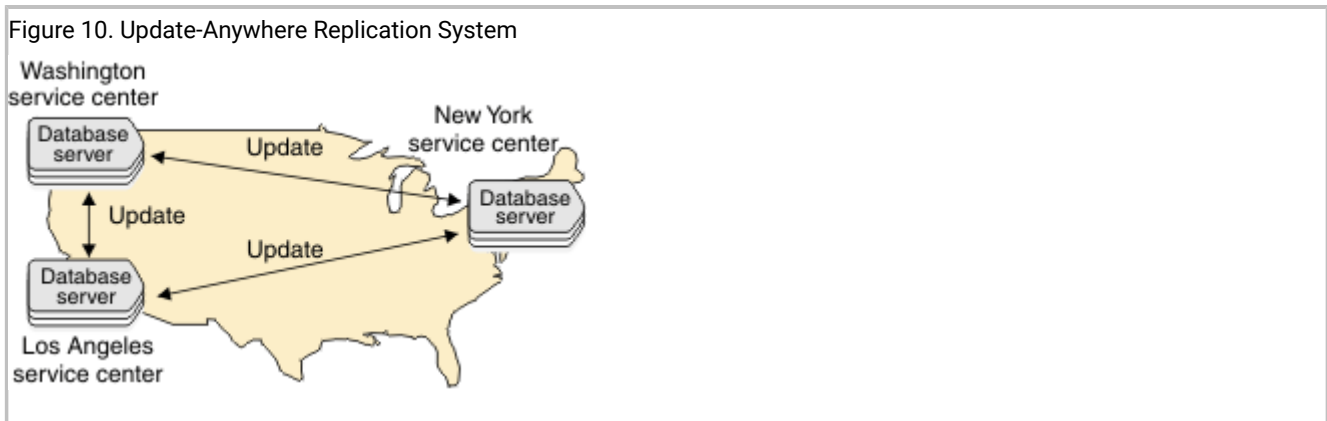 Figure 10. Update-Anywhere Replication System
Washington
service center
Database
server
Update
New York
service center
Database
server
Update
Update
Database
server
Los Angeles
service center